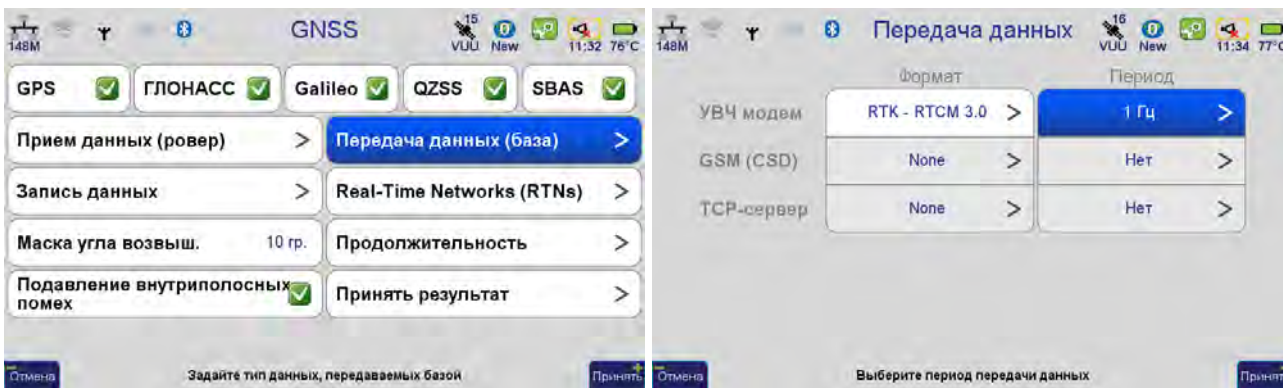 148M
GNSS
15
VUU
New
11:32 76°C
GPS
ГЛОНАСС
Galileo
QZSS
SBAS
Прием данных (ровер) >
Передача данных (база) >
Запись данных >
Real-Time Networks (RTNs) >
Маска угла возвыш. 10 гр.
Продолжительность >
Подавление внутриполосных
помех
Принять результат >
Отмена
Задайте тип данных, передаваемых базой
Принять
148M
Передача данных
16
VUU
New
11:34 77°C
Формат
Период
УВЧ модем
RTK - RTCM 3.0 >
1 Гц >
GSM (CSD)
None >
Нет >
TCP-сервер
None >
Нет >
Отмена
Выберите период передачи данных